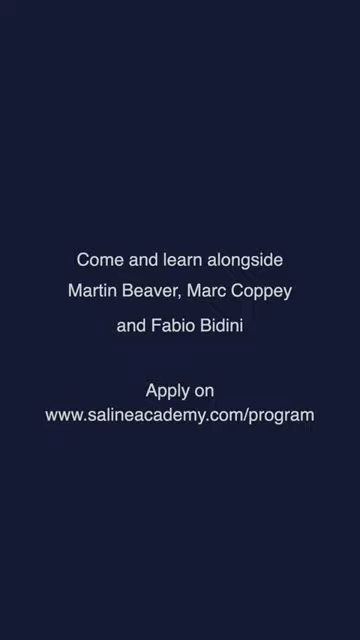 Come and learn alongside
Martin Beaver, Marc Coppey
and Fabio Bidini
Apply on
www.salineacademy.com/program